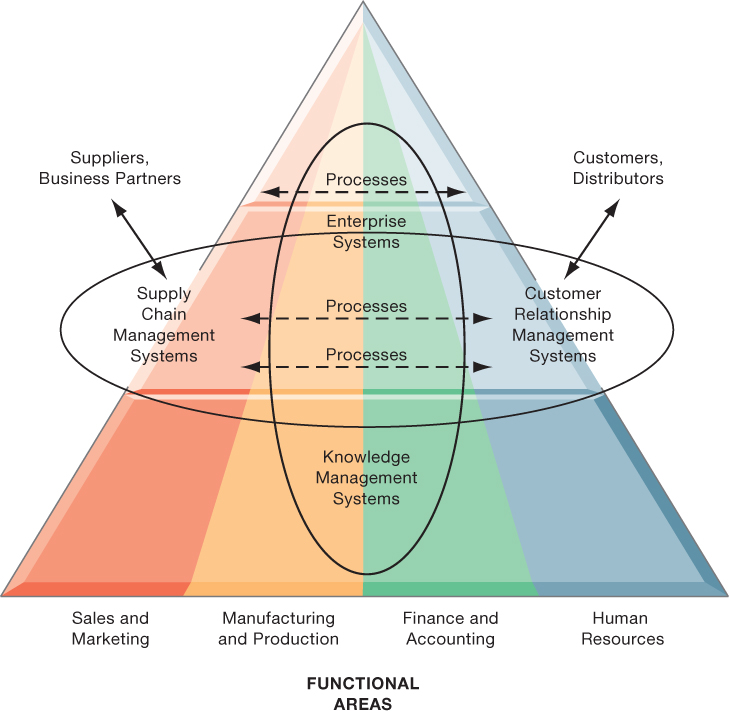 Suppliers,
Business Partners
Customers,
Distributors
Processes
Enterprise
Systems
Supply
Chain
Management
Systems
Processes
Processes
Customer
Relationship
Management
Systems
Knowledge
Management
Systems
Sales and
Marketing
Manufacturing
and Production
Finance and
Accounting
Human
Resources
FUNCTIONAL
AREAS